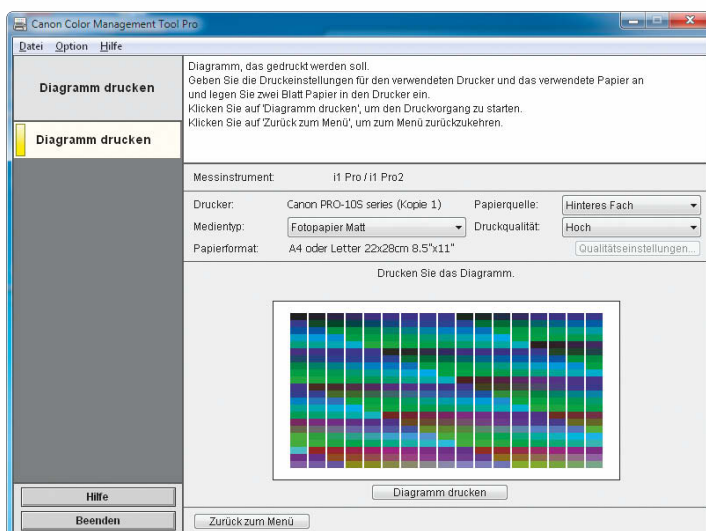 Canon Color Management Tool Pro
Datei Option Hilfe
Diagramm drucken
Diagramm drucken
Diagramm, das gedruckt werden soll.
Geben Sie die Druckeinstellungen für den verwendeten Drucker und das verwendete Papier an
und legen Sie zwei Blatt Papier in den Drucker ein.
Klicken Sie auf 'Diagramm drucken', um den Druckvorgang zu starten.
Klicken Sie auf 'Zurück zum Menü', um zum Menü zurückzukehren.
Messinstrument: i1 Pro / i1 Pro2
Drucker: Canon PRO-10S series (Kopie 1) Papierquelle: Hinteres Fach
Medientyp: Fotopapier Matt Druckqualität: Hoch
Papierformat: A4 oder Letter 22x28cm 8.5"x11" Qualitätseinstellungen...
Drucken Sie das Diagramm.
Diagramm drucken
Hilfe
Beenden
Zurück zum Menü